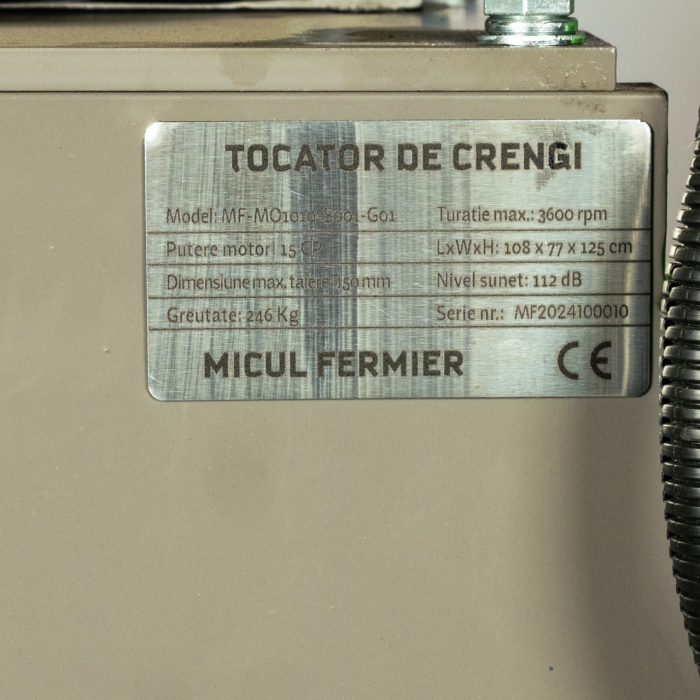 TOCATOR DE CRENGI
Model: MF-MO1010-S001-G01 Turatie max.: 3600 rpm
Putere motor: 15 CP LxWxH: 108 x 77 x 125 cm
Dimensiune max. taiere: 150 mm Nivel sunet: 112 dB
Greutate: 246 Kg Serie nr.: MF2024100010
MICUL FERMIER CE